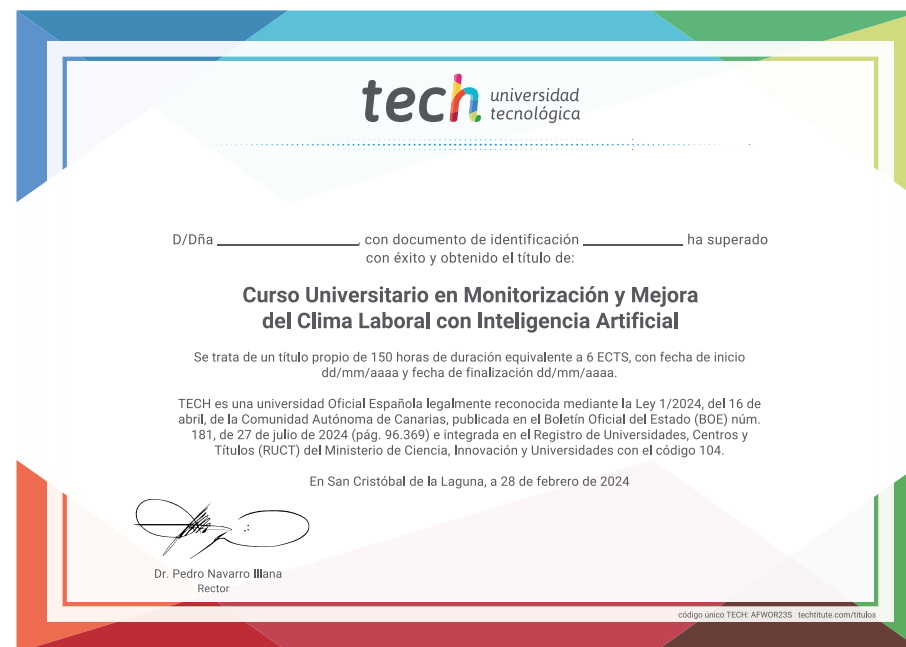 tech universidad
tecnológica
D/Dña ____________________, con documento de identificación ______________ ha superado
con éxito y obtenido el título de:
Curso Universitario en Monitorización y Mejora
del Clima Laboral con Inteligencia Artificial
Se trata de un título propio de 150 horas de duración equivalente a 6 ECTS, con fecha de inicio
dd/mm/aaaa y fecha de finalización dd/mm/aaaa.
TECH es una universidad Oficial Española legalmente reconocida mediante la Ley 1/2024, del 16 de
abril, de la Comunidad Autónoma de Canarias, publicada en el Boletín Oficial del Estado (BOE) núm.
181, de 27 de julio de 2024 (pág. 96.369) e integrada en el Registro de Universidades, Centros y
Títulos (RUCT) del Ministerio de Ciencia, Innovación y Universidades con el código 104.
En San Cristóbal de la Laguna, a 28 de febrero de 2024
Dr. Pedro Navarro Illana
Rector
código único TECH: AFWOR23S techtitute.com/titulos